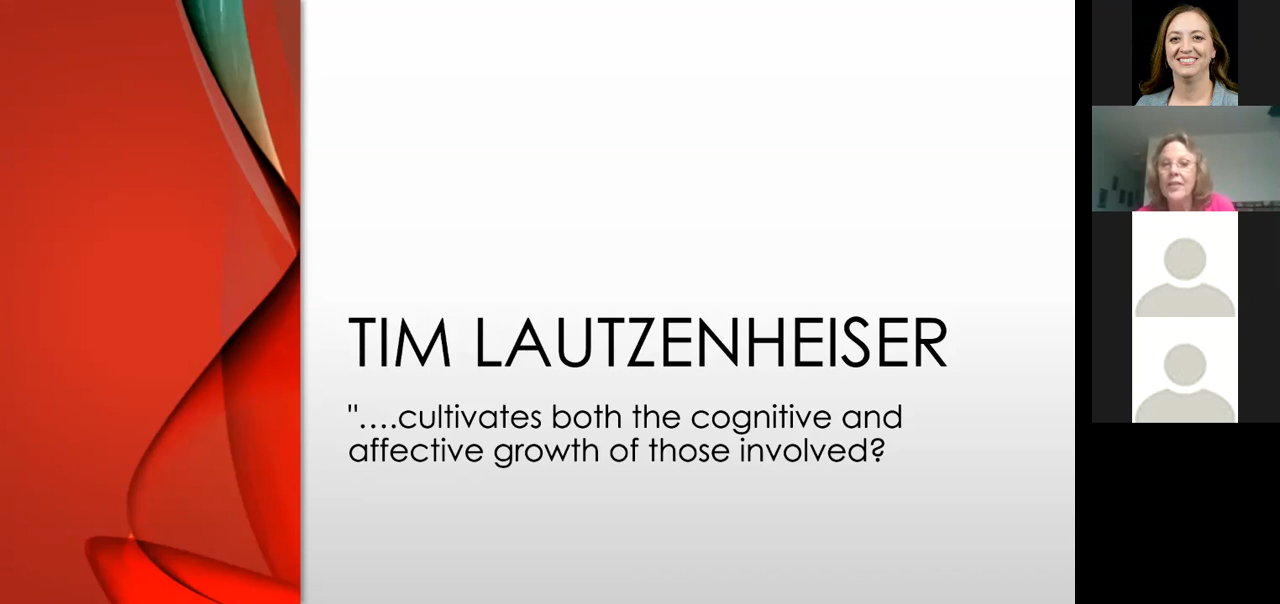 TIM LAUTZENHEISER
"….cultivates both the cognitive and
affective growth of those involved?